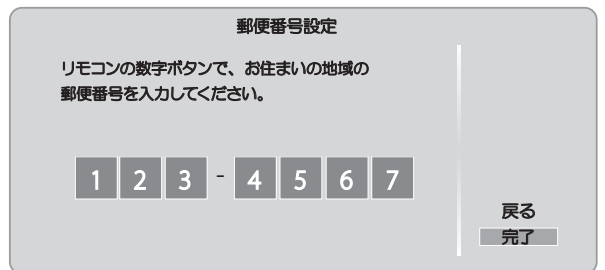 郵便番号設定
リモコンの数字ボタンで、お住まいの地域の
郵便番号を入力してください。
1 2 3 - 4 5 6 7
戻る
完了